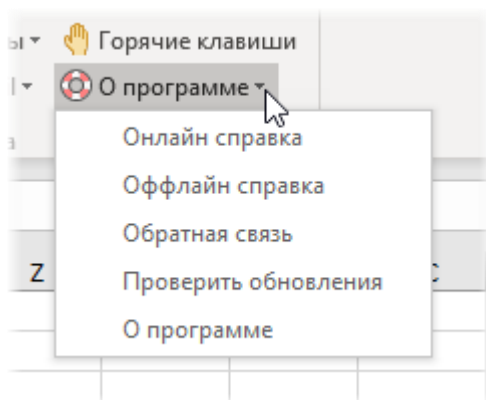 ы
Горячие клавиши
О программе
а
Онлайн справка
Оффлайн справка
Обратная связь
Z
C
Проверить обновления
О программе